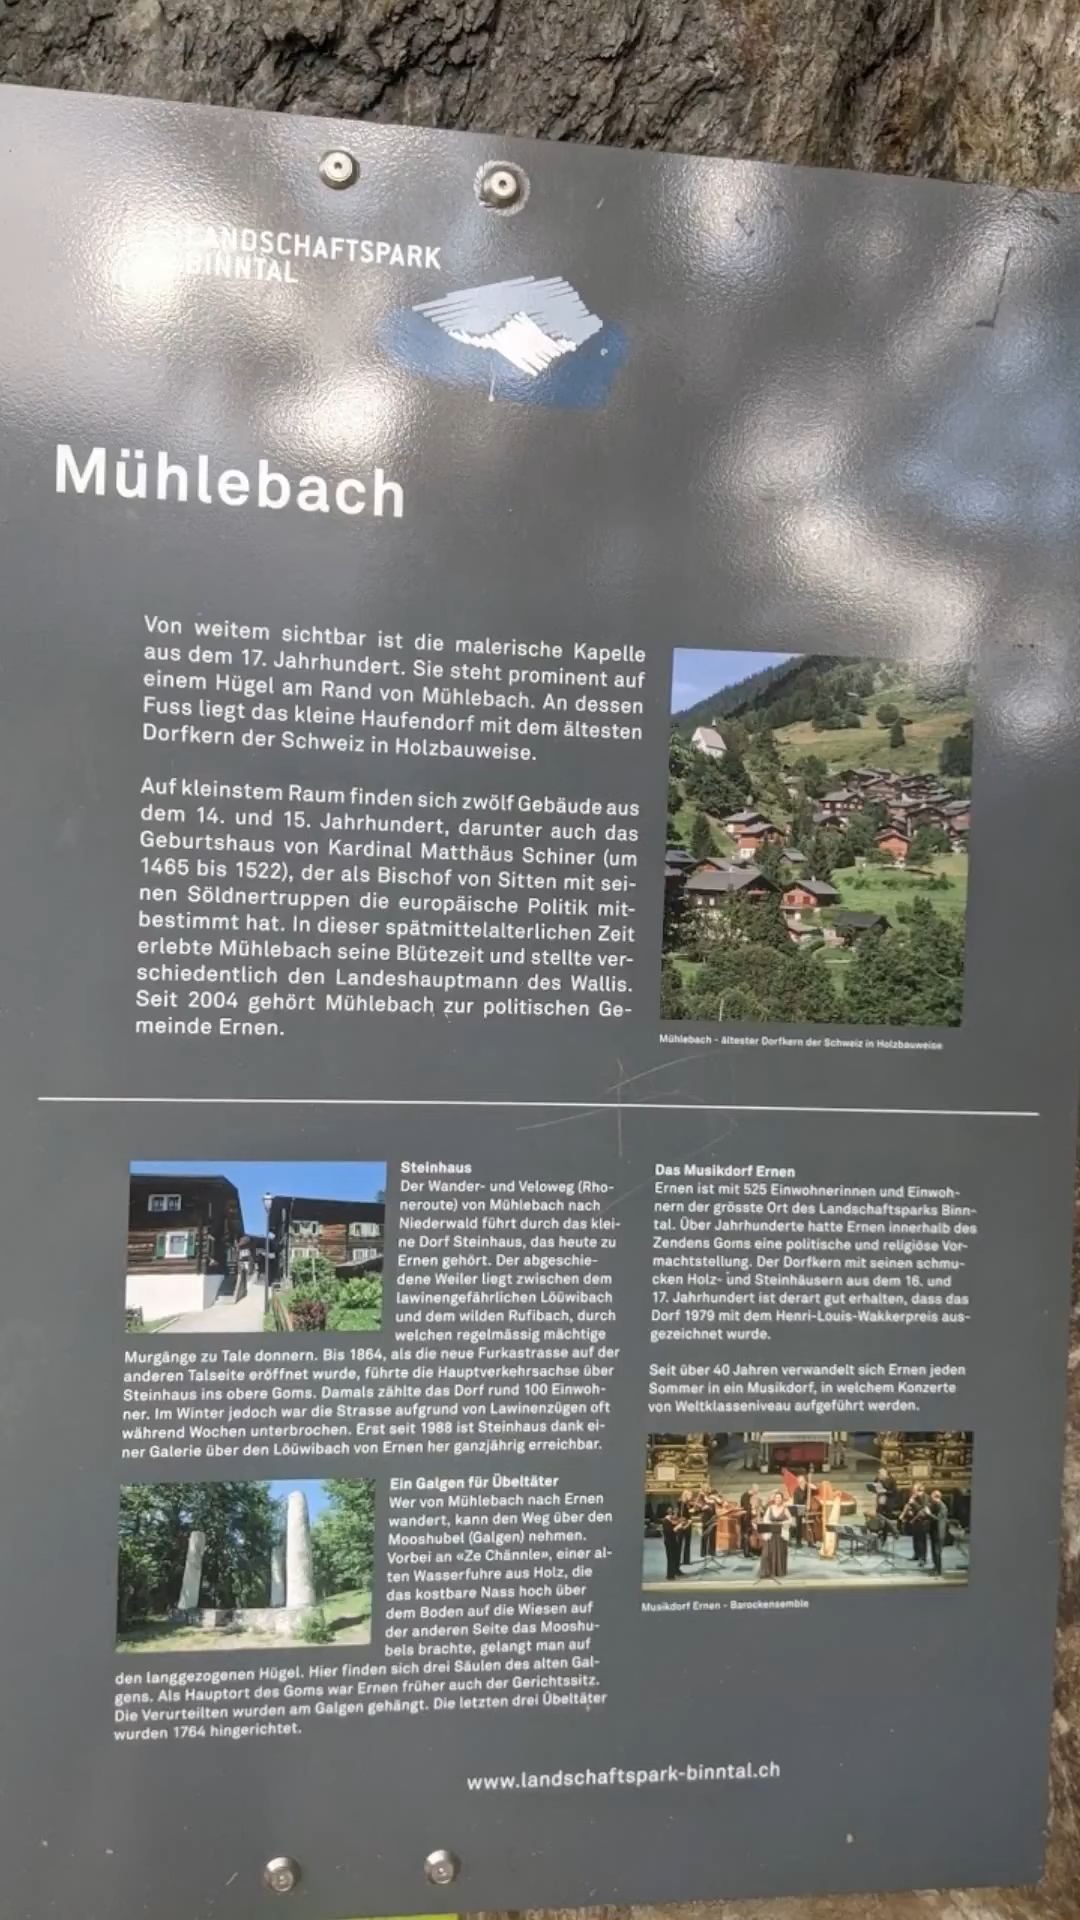 LANDSCHAFTSPARK
BINNTAL
Mühlebach
Von weitem sichtbar ist die malerische Kapelle
aus dem 17. Jahrhundert. Sie steht prominent auf
einem Hügel am Rand von Mühlebach. An dessen
Fuss liegt das kleine Haufendorf mit dem ältesten
Dorfkern der Schweiz in Holzbauweise.
Auf kleinstem Raum finden sich zwölf Gebäude aus
dem 14. und 15. Jahrhundert, darunter auch das
Geburtshaus von Kardinal Matthäus Schiner (um
1465 bis 1522), der als Bischof von Sitten mit sei-
nen Söldnertruppen die europäische Politik mit-
bestimmt hat. In dieser spätmittelalterlichen Zeit
erlebte Mühlebach seine Blütezeit und stellte ver-
schiedentlich den Landeshauptmann des Wallis.
Seit 2004 gehört Mühlebach zur politischen Ge-
meinde Ernen.
Mühlebach - ältester Dorfkern der Schweiz in Holzbauweise
Steinhaus
Der Wander- und Veloweg (Rho-
neroute) von Mühlebach nach
Niederwald führt durch das klei-
ne Dorf Steinhaus, das heute zu
Ernen gehört. Der abgeschie-
dene Weiler liegt zwischen dem
lawinengefährlichen Löüwibach
und dem wilden Rufibach, durch
welchen regelmässig mächtige
Murgänge zu Tale donnern. Bis 1864, als die neue Furkastrasse auf der
anderen Talseite eröffnet wurde, führte die Hauptverkehrsachse über
Steinhaus ins obere Goms. Damals zählte das Dorf rund 100 Einwoh-
ner. Im Winter jedoch war die Strasse aufgrund von Lawinenzügen oft
während Wochen unterbrochen. Erst seit 1988 ist Steinhaus dank ei-
ner Galerie über den Löüwibach von Ernen her ganzjährig erreichbar.
Ein Galgen für Übeltäter
Wer von Mühlebach nach Ernen
wandert, kann den Weg über den
Mooshubel (Galgen) nehmen.
Vorbei an «Ze Chännle», einer al-
ten Wasserfuhre aus Holz, die
das kostbare Nass hoch über
dem Boden auf die Wiesen auf
der anderen Seite das Mooshu-
bels brachte, gelangt man auf
den langgezogenen Hügel. Hier finden sich drei Säulen des alten Gal-
gens. Als Hauptort des Goms war Ernen früher auch der Gerichtssitz.
Die Verurteilten wurden am Galgen gehängt. Die letzten drei Übeltäter
wurden 1764 hingerichtet.
Das Musikdorf Ernen
Ernen ist mit 525 Einwohnerinnen und Einwoh-
nern der grösste Ort des Landschaftsparks Binn-
tal. Über Jahrhunderte hatte Ernen innerhalb des
Zendens Goms eine politische und religiöse Vor-
machtstellung. Der Dorfkern mit seinen schmu-
cken Holz- und Steinhäusern aus dem 16. und
17. Jahrhundert ist derart gut erhalten, dass das
Dorf 1979 mit dem Henri-Louis-Wakkerpreis aus-
gezeichnet wurde.
Seit über 40 Jahren verwandelt sich Ernen jeden
Sommer in ein Musikdorf, in welchem Konzerte
von Weltklasseniveau aufgeführt werden.
Musikdorf Ernen - Barockensemble
www.landschaftspark-binntal.ch